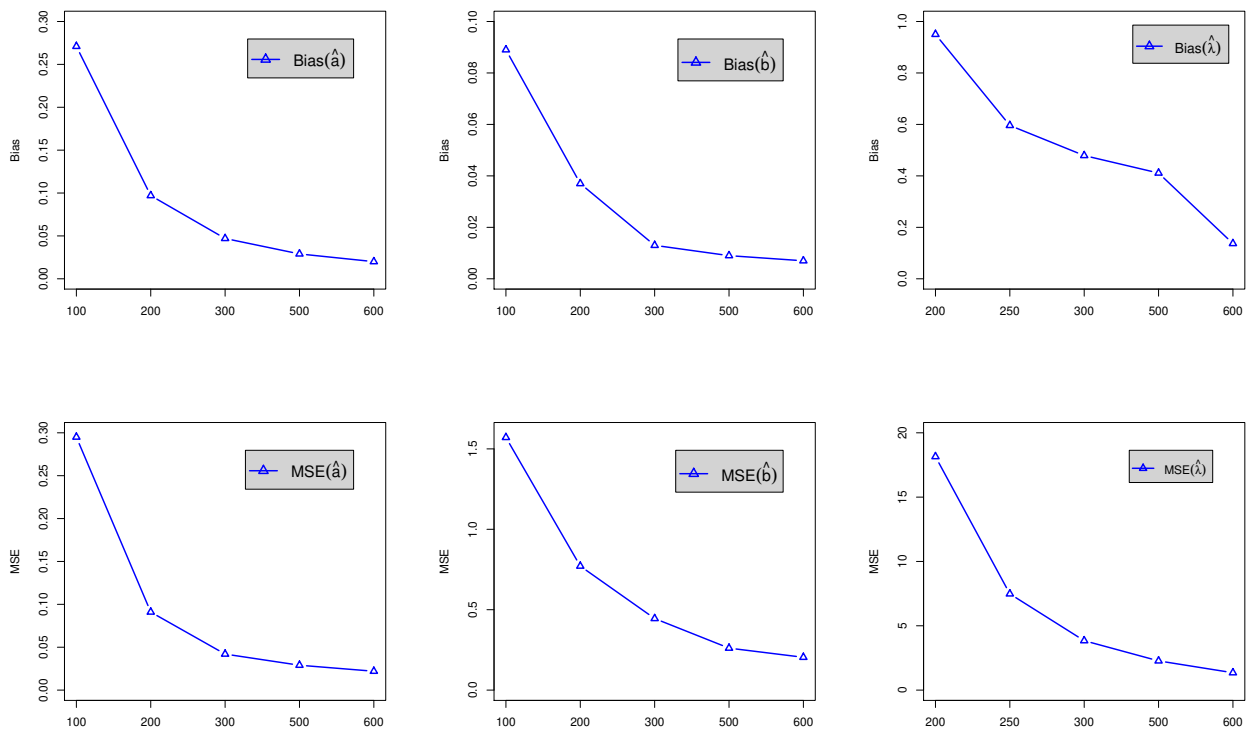 0.30
0.25
0.20
0.15
0.10
0.05
0.00
Bias
Bias(â)
100 200 300 500 600
0.10
0.08
0.06
0.04
0.02
0.00
Bias
Bias(b̂)
100 200 300 500 600
1.0
0.8
0.6
0.4
0.2
0.0
Bias
Bias(λ̂)
200 250 300 500 600
0.30
0.25
0.20
0.15
0.10
0.05
0.00
MSE
MSE(â)
100 200 300 500 600
1.5
1.0
0.5
0.0
MSE
MSE(b̂)
100 200 300 500 600
20
15
10
5
0
MSE
MSE(λ̂)
200 250 300 500 600